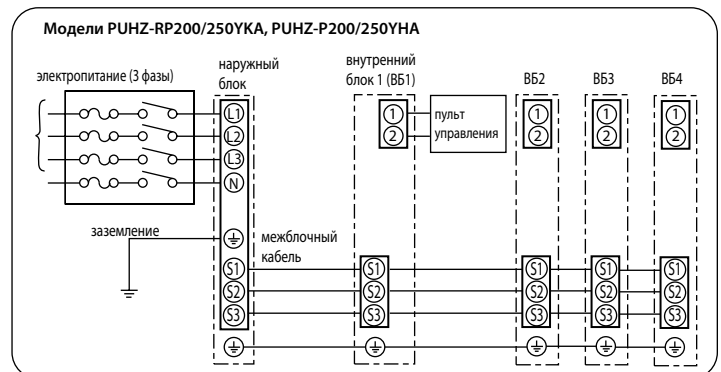 Модели PUHZ-RP200/250YKA, PUHZ-P200/250YHA
электропитание (3 фазы)
наружный
блок
внутренний
блок 1 (ВБ1)
ВБ2
ВБ3
ВБ4
L1
L2
L3
N
1
2
пульт
управления
1
2
1
2
1
2
заземление
межблочный
кабель
S1
S2
S3
S1
S2
S3
S1
S2
S3
S1
S2
S3
S1
S2
S3